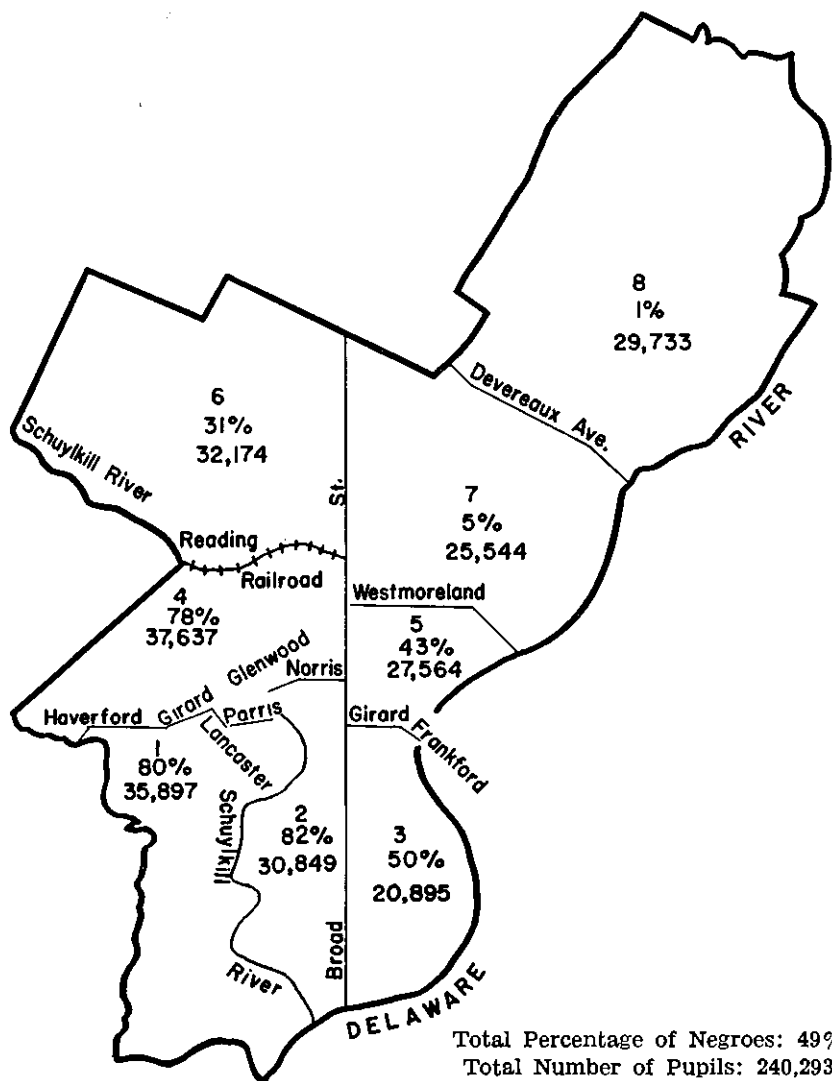 8
1%
29,733
Devereaux Ave.
RIVER
6
31%
32,174
Schuylkill River
St.
7
5%
25,544
Reading
Railroad
Westmoreland
4
78%
37,637
5
43%
27,564
Glenwood
Norris
Haverford
Girard
Parris
Girard
Frankford
Lancaster
1
80%
35,897
Schuylkill
2
82%
30,849
3
50%
20,895
Broad
River
DELAWARE
Total Percentage of Negroes: 49%
Total Number of Pupils: 240,293